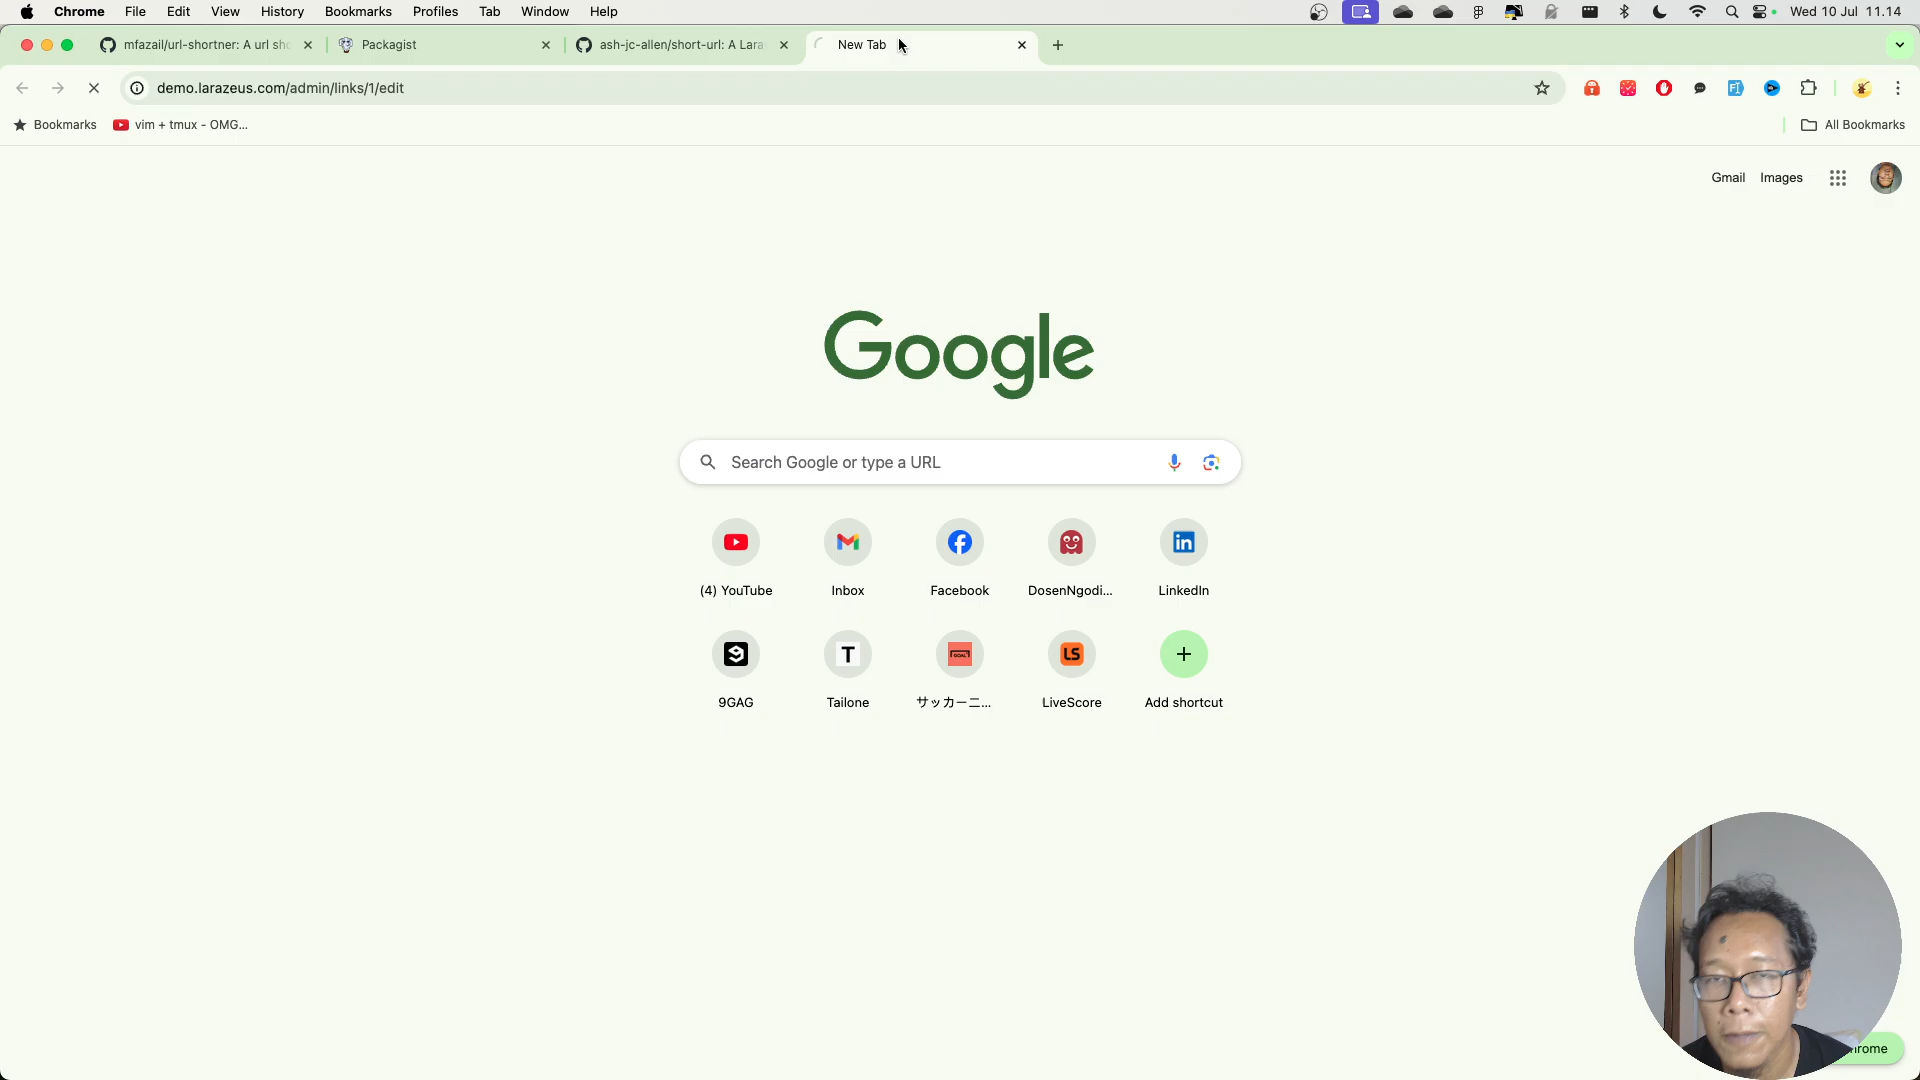 Chrome File Edit View History Bookmarks Profiles Tab Window Help Wed 10 Jul 11.14
mfazail/url-shortner: A url sho Packagist ash-jc-allen/short-url: A Lara New Tab
demo.larazeus.com/admin/links/1/edit
Bookmarks vim + tmux - OMG... All Bookmarks
Gmail Images
Google
Search Google or type a URL
(4) YouTube Inbox Facebook DosenNgodi... LinkedIn
9GAG Tailone サッカーニ... LiveScore Add shortcut